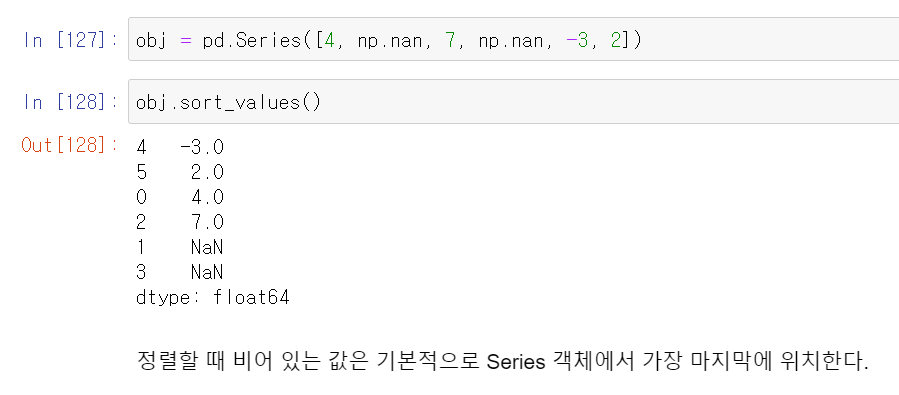 In [127]: obj = pd.Series([4, np.nan, 7, np.nan, -3, 2])
In [128]: obj.sort_values()
Out[128]: 4 -3.0
5 2.0
0 4.0
2 7.0
1 NaN
3 NaN
dtype: float64
정렬할 때 비어 있는 값은 기본적으로 Series 객체에서 가장 마지막에 위치한다.